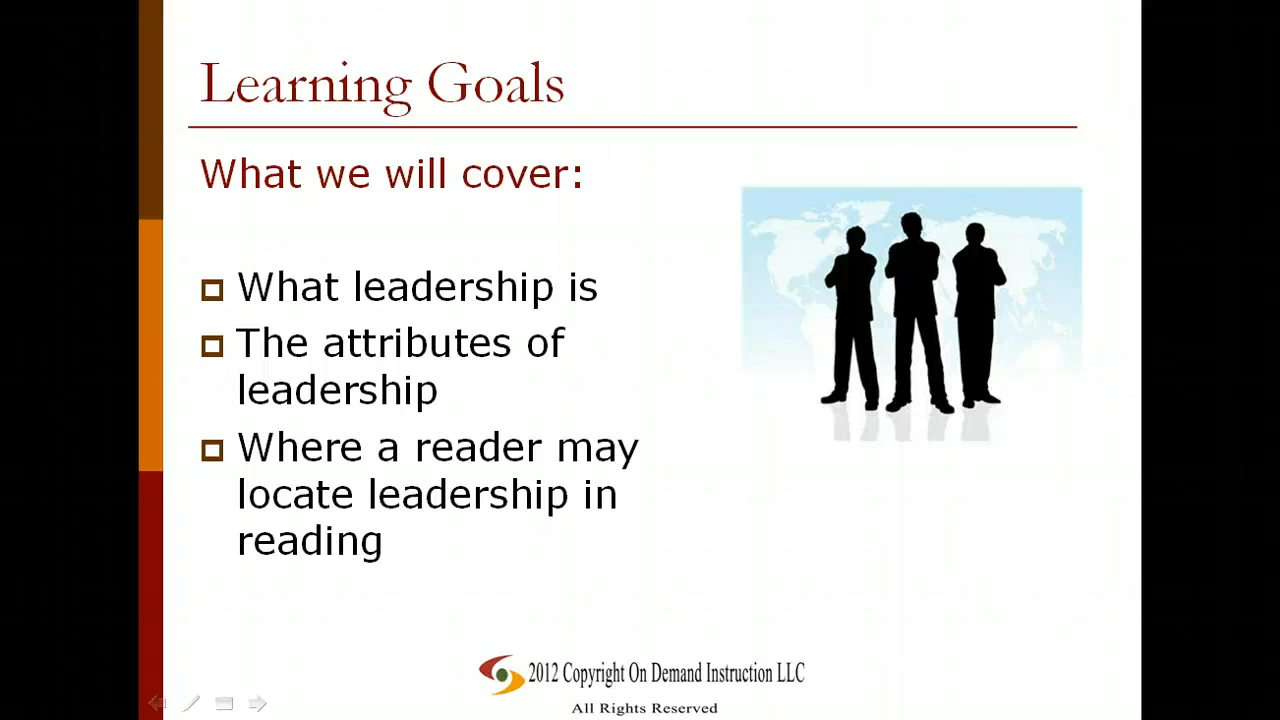 Learning Goals
What we will cover:
What leadership is
The attributes of
leadership
Where a reader may
locate leadership in
reading
2012 Copyright On Demand Instruction LLC
All Rights Reserved